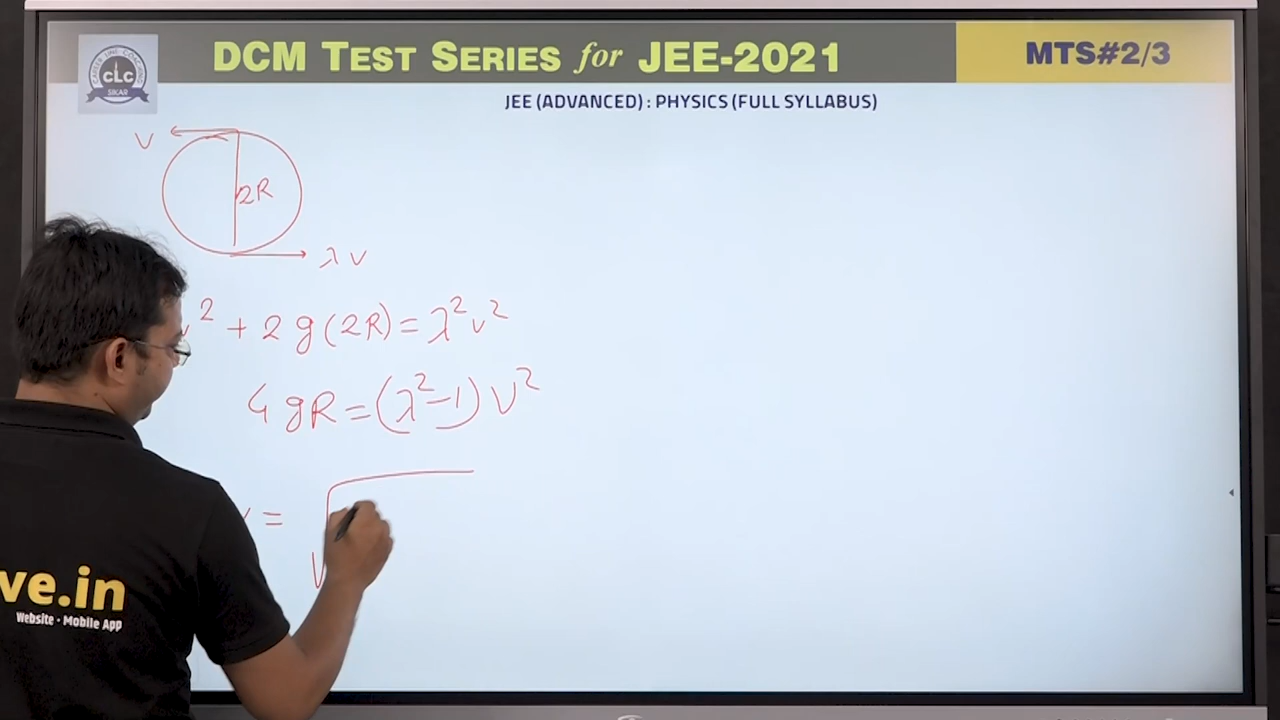 DCM TEST SERIES for JEE-2021
MTS#2/3
CLC
SIKAR
JEE (ADVANCED) : PHYSICS (FULL SYLLABUS)
V
2R
λV
v² + 2g(2R) = λ²v²
4gR = (λ²-1)V²
v = √
ve.in
Website · Mobile App